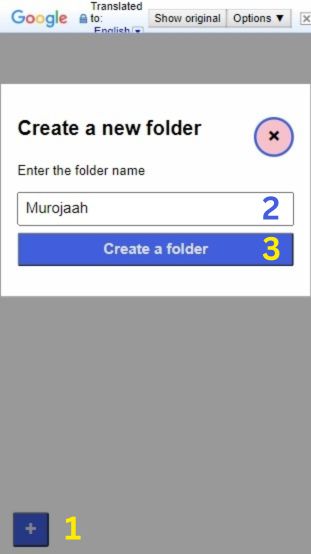 Google
Translated
to:
English
Show original
Options ▼
Create a new folder
×
Enter the folder name
Murojaah 2
Create a folder 3
+ 1